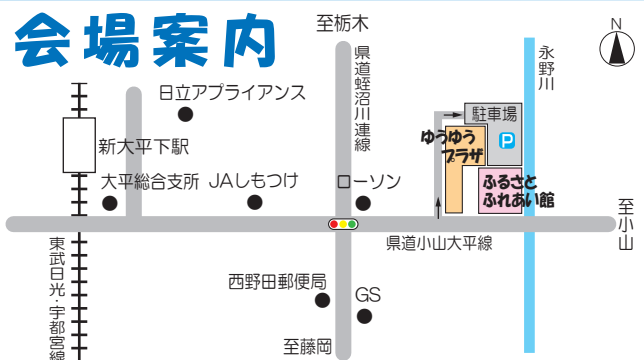 会場案内
至栃木
N
県道蛭沼川連線
永野川
日立アプライアンス
駐車場
P
新大平下駅
ゆうゆう
プラザ
大平総合支所
JAしもつけ
ローソン
ふるさと
ふれあい館
至小山
県道小山大平線
東武日光・宇都宮線
西野田郵便局
GS
至藤岡